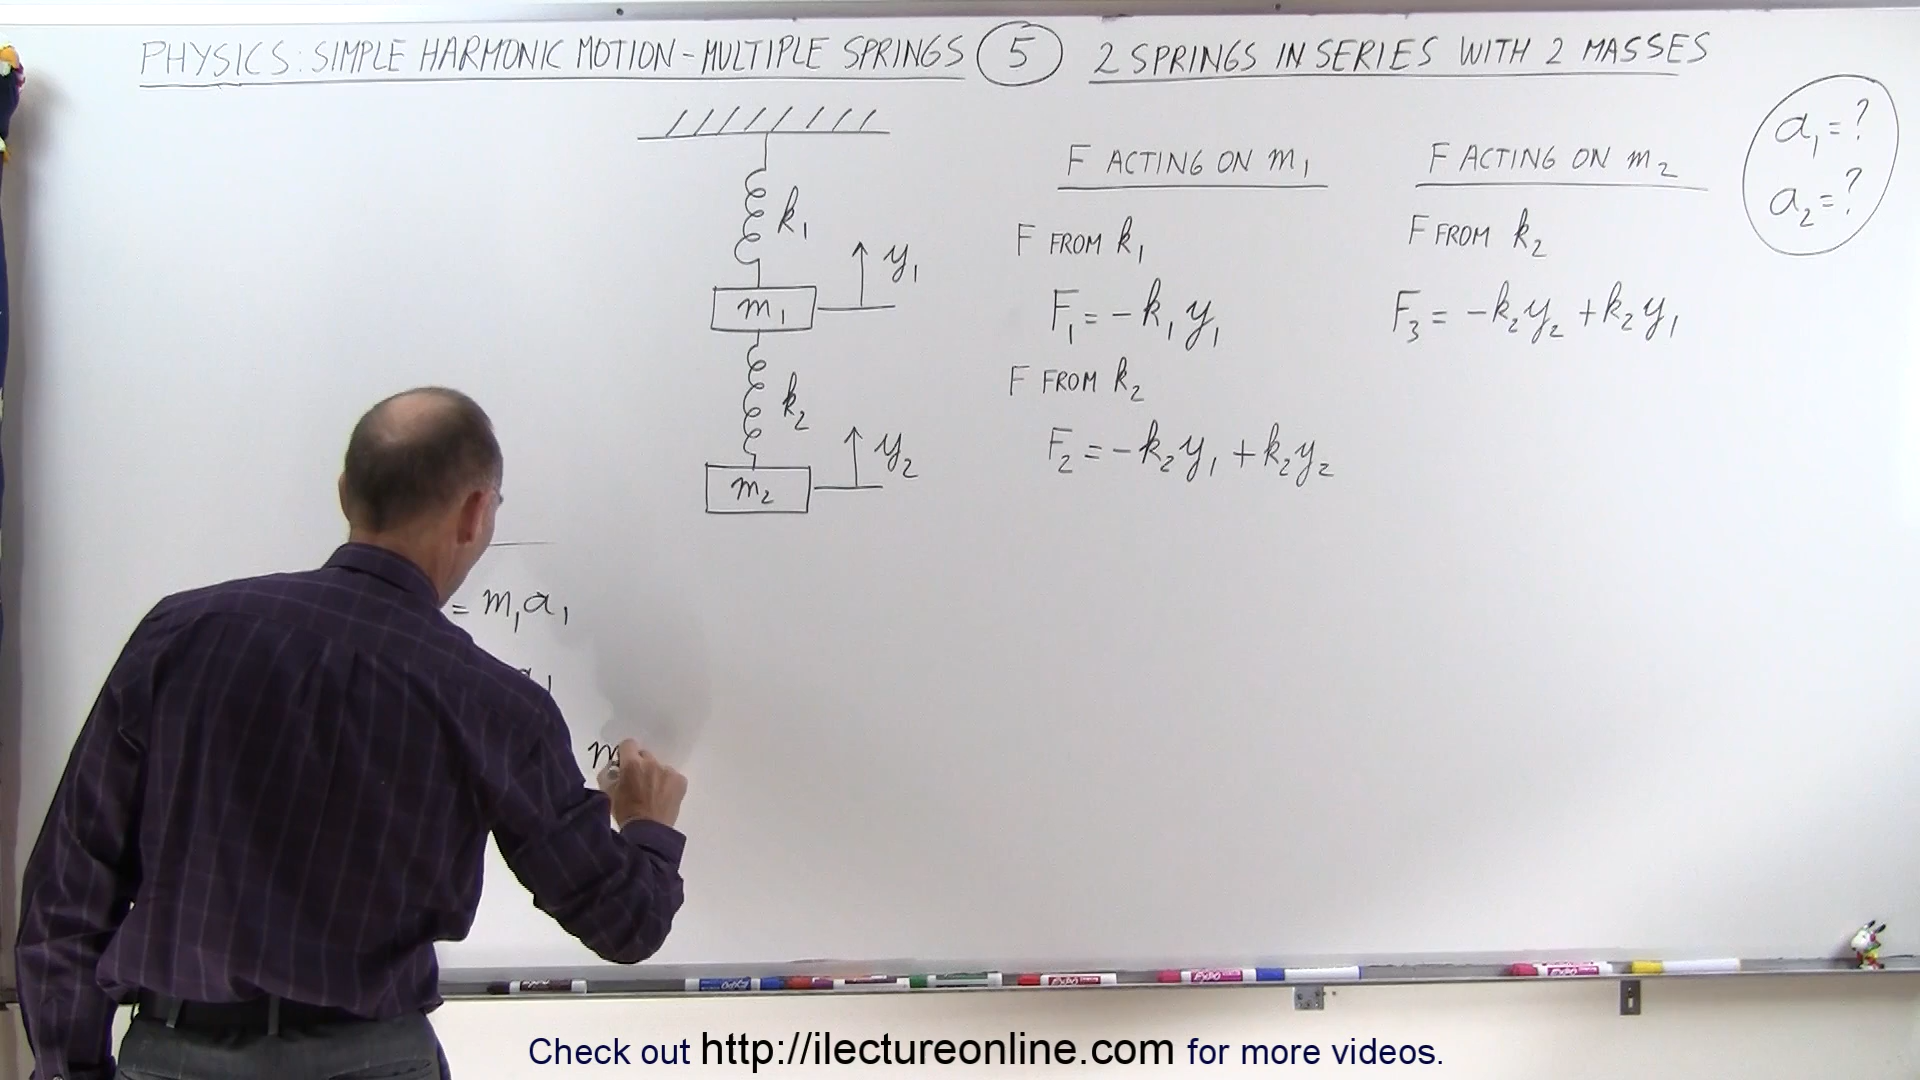 PHYSICS: SIMPLE HARMONIC MOTION - MULTIPLE SPRINGS 5 2 SPRINGS IN SERIES WITH 2 MASSES
a₁ = ?
a₂ = ?
k₁
y₁
m₁
k₂
y₂
m₂
F ACTING ON m₁
F FROM k₁
F₁ = -k₁y₁
F FROM k₂
F₂ = -k₂y₁ + k₂y₂
F ACTING ON m₂
F FROM k₂
F₃ = -k₂y₂ + k₂y₁
= m₁a₁
m
EXPO
Check out http://ilectureonline.com for more videos.